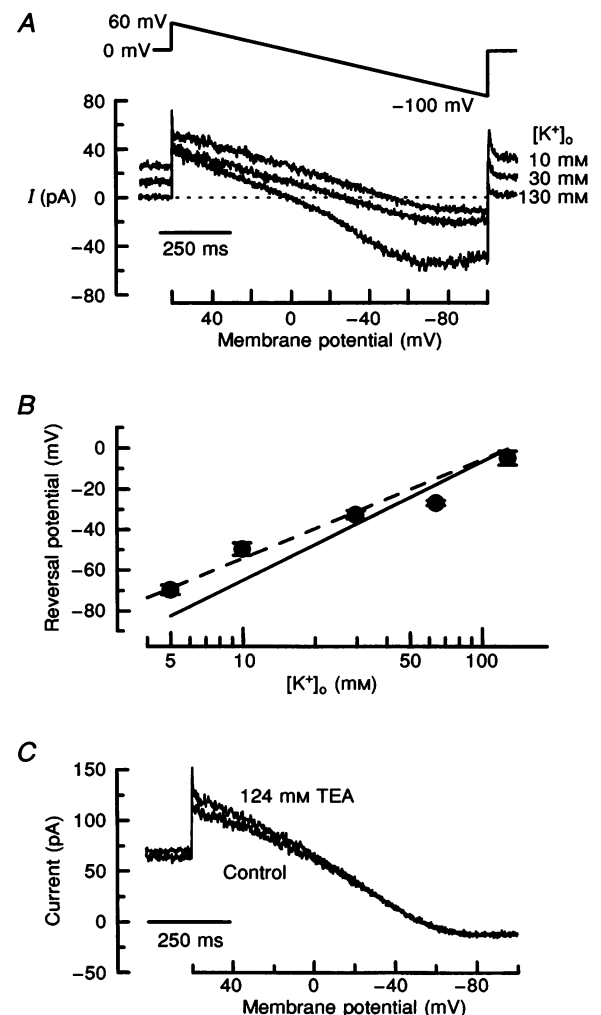 A
60 mV
0 mV
−100 mV
80
40
0
−40
−80
I (pA)
[K⁺]ₒ
10 mM
30 mM
130 mM
250 ms
40 0 −40 −80
Membrane potential (mV)
B
Reversal potential (mV)
0
−20
−40
−60
−80
5 10 50 100
[K⁺]ₒ (mM)
C
Current (pA)
150
100
50
0
−50
124 mM TEA
Control
250 ms
40 0 −40 −80
Membrane potential (mV)